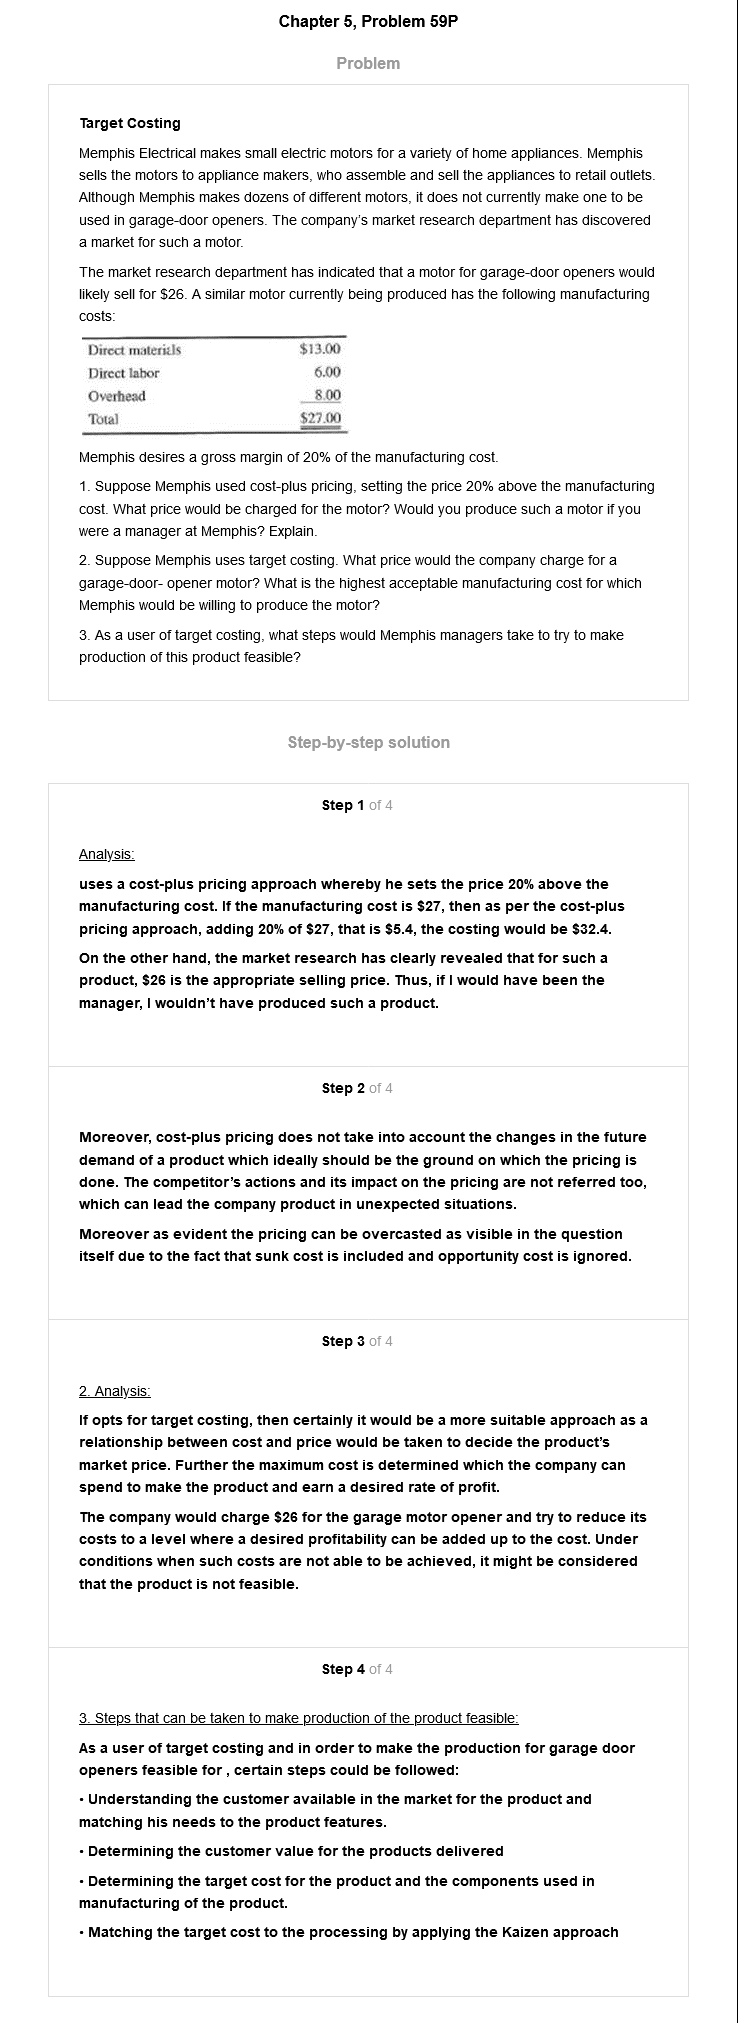 Chapter 5, Problem 59P
Problem
Target Costing
Memphis Electrical makes small electric motors for a variety of home appliances. Memphis
sells the motors to appliance makers, who assemble and sell the appliances to retail outlets.
Although Memphis makes dozens of different motors, it does not currently make one to be
used in garage-door openers. The company's market research department has discovered
a market for such a motor.
The market research department has indicated that a motor for garage-door openers would
likely sell for $26. A similar motor currently being produced has the following manufacturing
costs:
Direct materials $13.00
Direct labor 6.00
Overhead 8.00
Total $27.00
Memphis desires a gross margin of 20% of the manufacturing cost.
1. Suppose Memphis used cost-plus pricing, setting the price 20% above the manufacturing
cost. What price would be charged for the motor? Would you produce such a motor if you
were a manager at Memphis? Explain.
2. Suppose Memphis uses target costing. What price would the company charge for a
garage-door- opener motor? What is the highest acceptable manufacturing cost for which
Memphis would be willing to produce the motor?
3. As a user of target costing, what steps would Memphis managers take to try to make
production of this product feasible?
Step-by-step solution
Step 1 of 4
Analysis:
uses a cost-plus pricing approach whereby he sets the price 20% above the
manufacturing cost. If the manufacturing cost is $27, then as per the cost-plus
pricing approach, adding 20% of $27, that is $5.4, the costing would be $32.4.
On the other hand, the market research has clearly revealed that for such a
product, $26 is the appropriate selling price. Thus, if I would have been the
manager, I wouldn't have produced such a product.
Step 2 of 4
Moreover, cost-plus pricing does not take into account the changes in the future
demand of a product which ideally should be the ground on which the pricing is
done. The competitor's actions and its impact on the pricing are not referred too,
which can lead the company product in unexpected situations.
Moreover as evident the pricing can be overcasted as visible in the question
itself due to the fact that sunk cost is included and opportunity cost is ignored.
Step 3 of 4
2. Analysis:
If opts for target costing, then certainly it would be a more suitable approach as a
relationship between cost and price would be taken to decide the product's
market price. Further the maximum cost is determined which the company can
spend to make the product and earn a desired rate of profit.
The company would charge $26 for the garage motor opener and try to reduce its
costs to a level where a desired profitability can be added up to the cost. Under
conditions when such costs are not able to be achieved, it might be considered
that the product is not feasible.
Step 4 of 4
3. Steps that can be taken to make production of the product feasible:
As a user of target costing and in order to make the production for garage door
openers feasible for , certain steps could be followed:
• Understanding the customer available in the market for the product and
matching his needs to the product features.
• Determining the customer value for the products delivered
• Determining the target cost for the product and the components used in
manufacturing of the product.
• Matching the target cost to the processing by applying the Kaizen approach